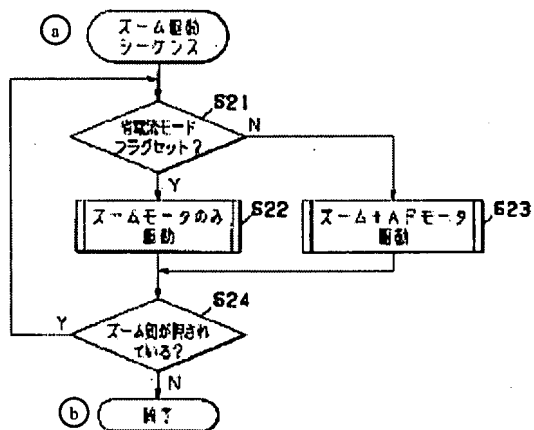 a
ズーム駆動
シーケンス
S21
省電流モード
フラグセット?
N
Y
ズームモータのみ
駆動
S22
ズーム+AFモータ
駆動
S23
S24
Y
ズーム釦が押され
ている?
N
b
終了